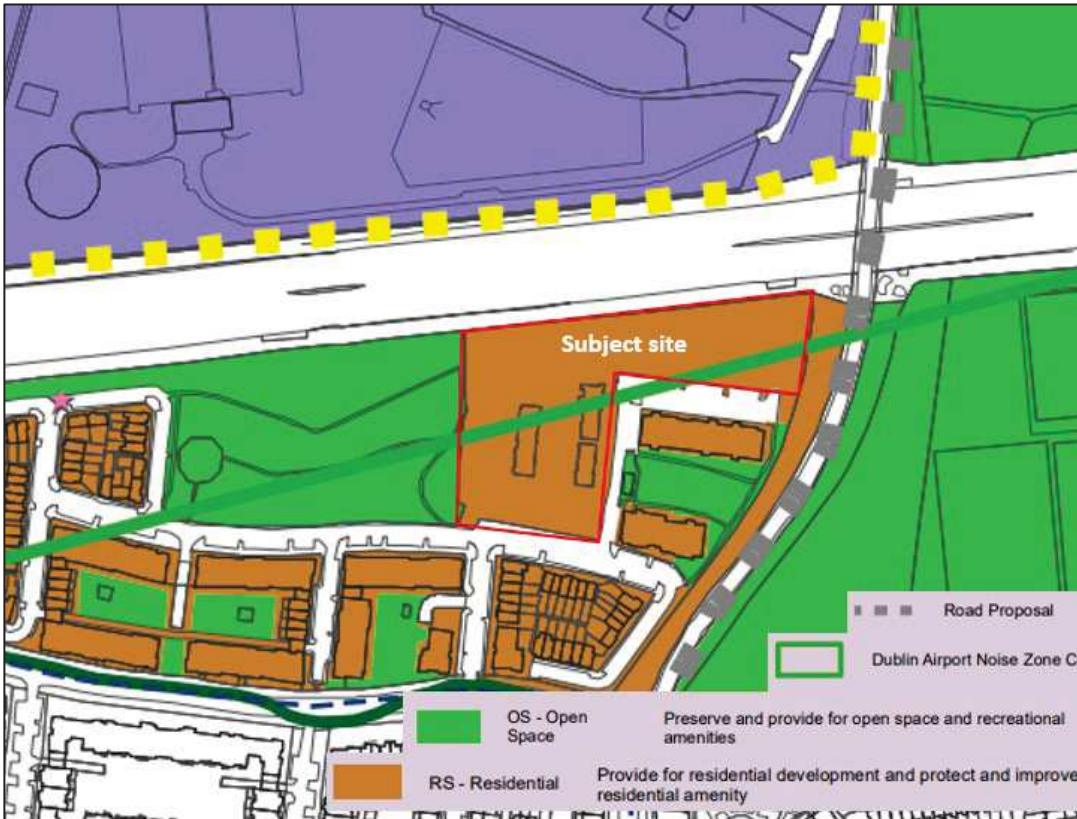 Subject site
Road Proposal
Dublin Airport Noise Zone C
OS - Open
Space
Preserve and provide for open space and recreational
amenities
RS - Residential
Provide for residential development and protect and improve
residential amenity